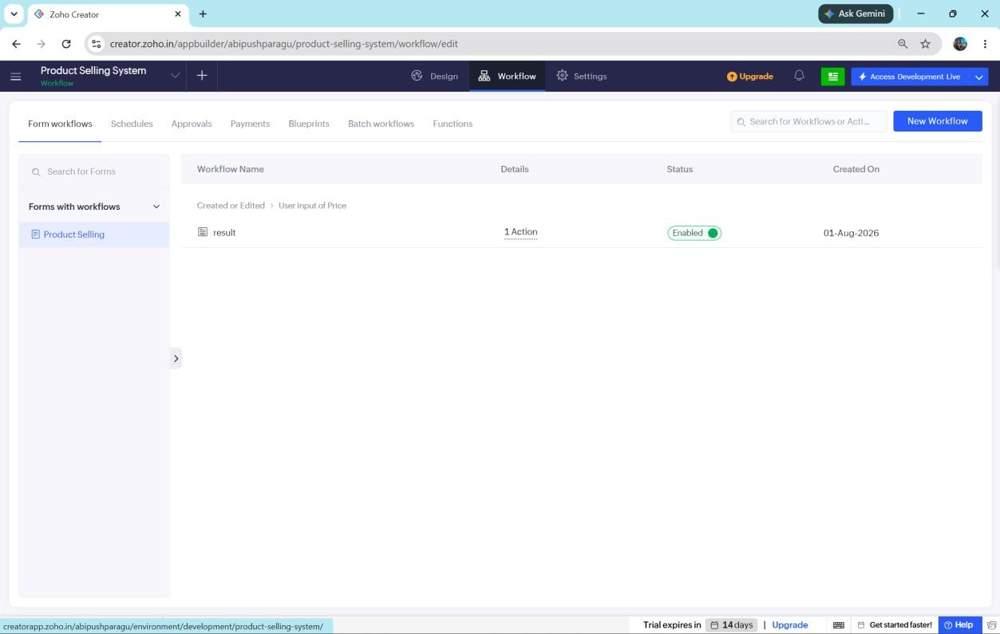 Zoho Creator
Ask Gemini
creator.zoho.in/appbuilder/abipushparagu/product-selling-system/workflow/edit
Product Selling System
Workflow
Design
Workflow
Settings
Upgrade
Access Development Live
Form workflows
Schedules
Approvals
Payments
Blueprints
Batch workflows
Functions
Search for Workflows or Acti...
New Workflow
Search for Forms
Workflow Name
Details
Status
Created On
Forms with workflows
Created or Edited > User Input of Price
Product Selling
result
1 Action
Enabled
01-Aug-2026
creatorapp.zoho.in/abipushparagu/environment/development/product-selling-system/
Trial expires in 14 days | Upgrade
Get started faster!
Help